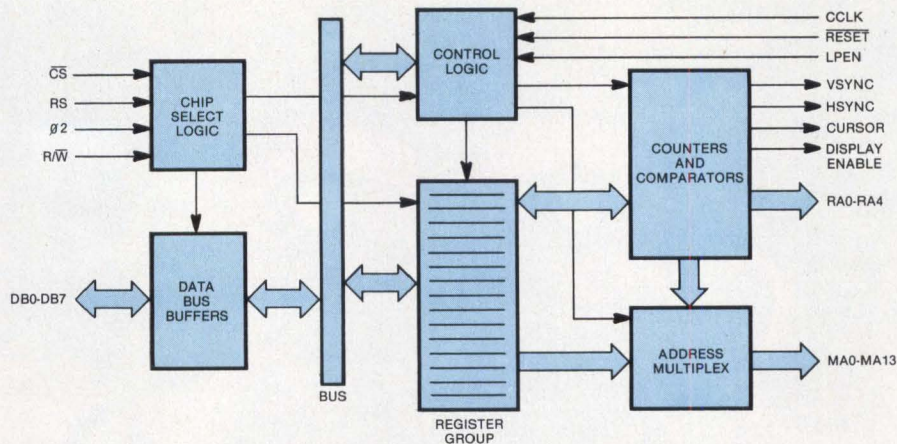 CCLK
RESET
LPEN
CS
RS
ø2
R/W
CHIP
SELECT
LOGIC
CONTROL
LOGIC
VSYNC
HSYNC
CURSOR
DISPLAY
ENABLE
COUNTERS
AND
COMPARATORS
RA0-RA4
DB0-DB7
DATA
BUS
BUFFERS
BUS
REGISTER
GROUP
ADDRESS
MULTIPLEX
MA0-MA13